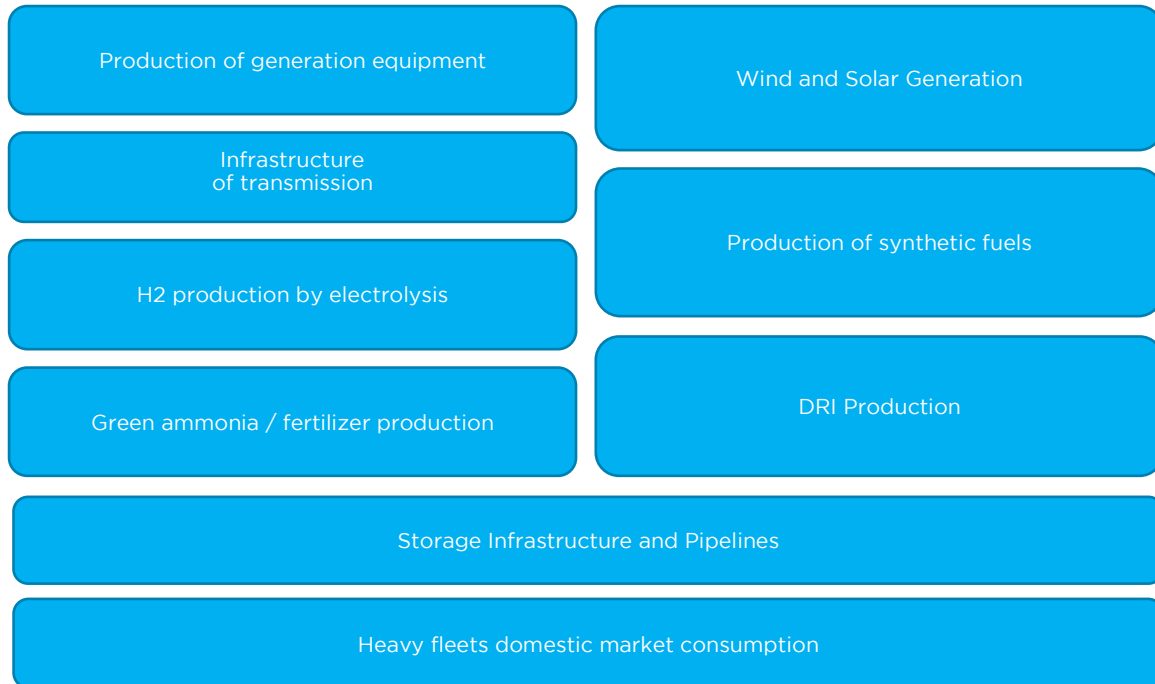 Production of generation equipment
Infrastructure
of transmission
H2 production by electrolysis
Green ammonia / fertilizer production
Wind and Solar Generation
Production of synthetic fuels
DRI Production
Storage Infrastructure and Pipelines
Heavy fleets domestic market consumption